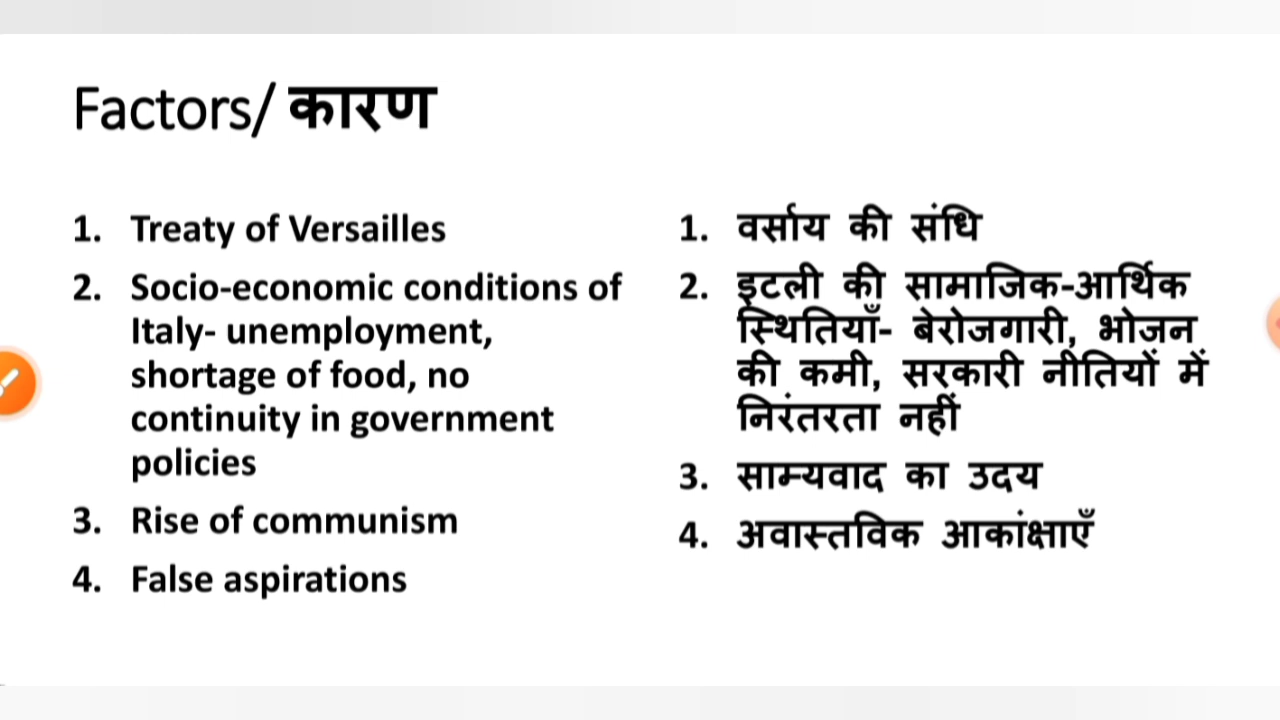 Factors/ कारण
1. Treaty of Versailles
2. Socio-economic conditions of
Italy- unemployment,
shortage of food, no
continuity in government
policies
3. Rise of communism
4. False aspirations
1. वर्साय की संधि
2. इटली की सामाजिक-आर्थिक
स्थितियाँ- बेरोजगारी, भोजन
की कमी, सरकारी नीतियों में
निरंतरता नहीं
3. साम्यवाद का उदय
4. अवास्तविक आकांक्षाएँ